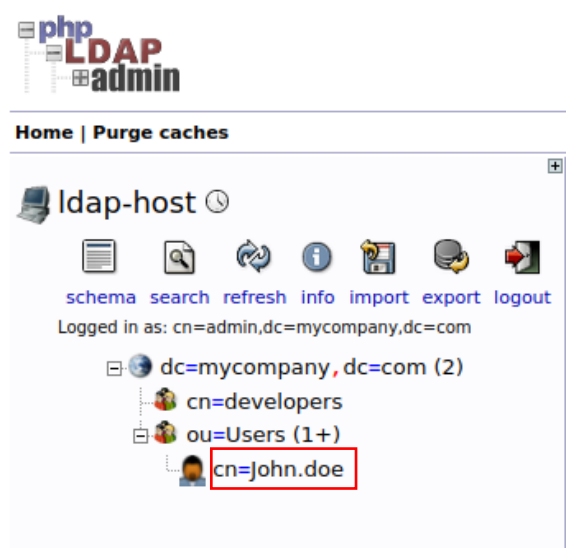 php
LDAP
admin
Home | Purge caches
ldap-host
schema search refresh info import export logout
Logged in as: cn=admin,dc=mycompany,dc=com
dc=mycompany,dc=com (2)
cn=developers
ou=Users (1+)
cn=John.doe